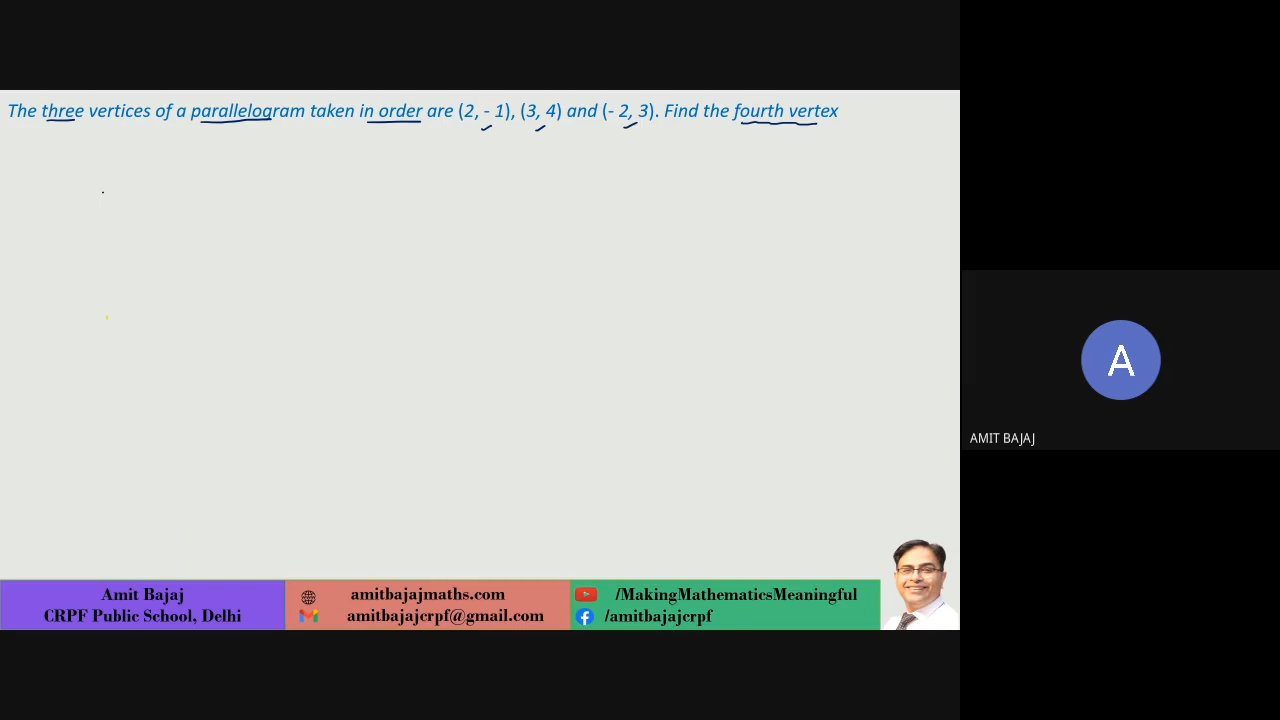 The three vertices of a parallelogram taken in order are (2, - 1), (3, 4) and (- 2, 3). Find the fourth vertex
A
AMIT BAJAJ
Amit Bajaj
CRPF Public School, Delhi
amitbajajmaths.com
amitbajajcrpf@gmail.com
/MakingMathematicsMeaningful
/amitbajajcrpf